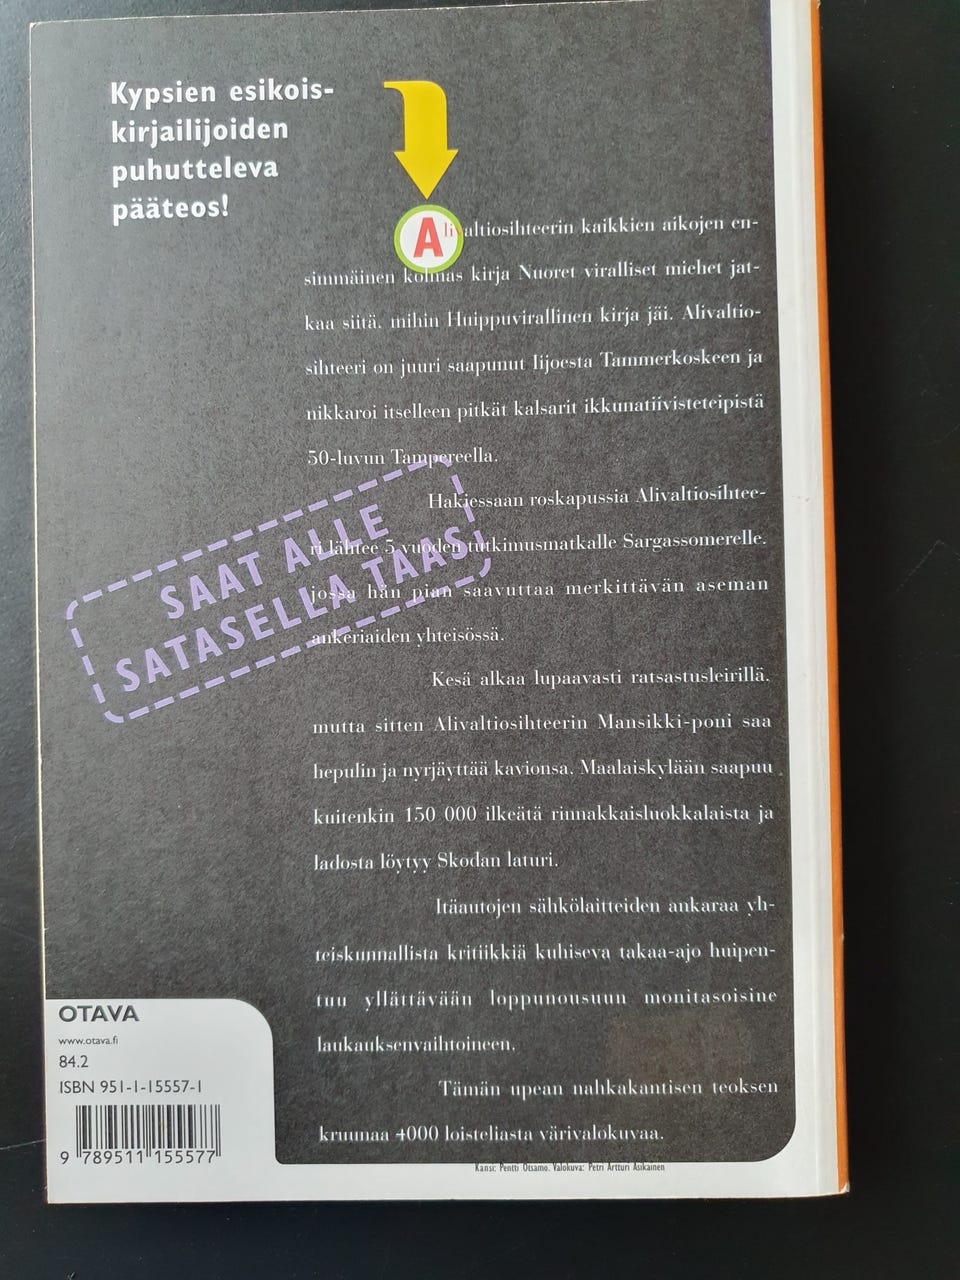 Kypsien esikois-
kirjailijoiden
puhutteleva
pääteos!
A
Alivaltiosihteerin kaikkien aikojen en-
simmäinen kolmas kirja Nuoret viralliset miehet jat-
kaa siitä, mihin Huippuvirallinen kirja jäi. Alivaltio-
sihteeri on juuri saapunut Iijoesta Tammerkoskeen ja
nikkaroi itselleen pitkät kalsarit ikkunatiivisteteipistä
50-luvun Tampereella.
Hakiessaan roskapussia Alivaltiosihtee-
ri lähtee 5 vuoden tutkimusmatkalle Sargassomerelle,
jossa hän pian saavuttaa merkittävän aseman
ankeriaiden yhteisössä.
Kesä alkaa lupaavasti ratsastusleirillä,
mutta sitten Alivaltiosihteerin Mansikki-poni saa
hepulin ja nyrjäyttää kavionsa. Maalaiskylään saapuu
kuitenkin 150 000 ilkeätä rinnakkaisluokkalaista ja
ladosta löytyy Skodan laturi.
Itäautojen sähkölaitteiden ankaraa yh-
teiskunnallista kritiikkiä kuhiseva takaa-ajo huipen-
tuu yllättävään loppunousuun monitasoisine
laukauksenvaihtoineen.
Tämän upean nahkakantisen teoksen
kruunaa 4000 loisteliasta värivalokuvaa.
SAAT ALLE
SATASELLA TAAS
OTAVA
www.otava.fi
84.2
ISBN 951-1-15557-1
9 789511 155577
Kansi: Pentti Otsamo. Valokuva: Petri Artturi Asikainen